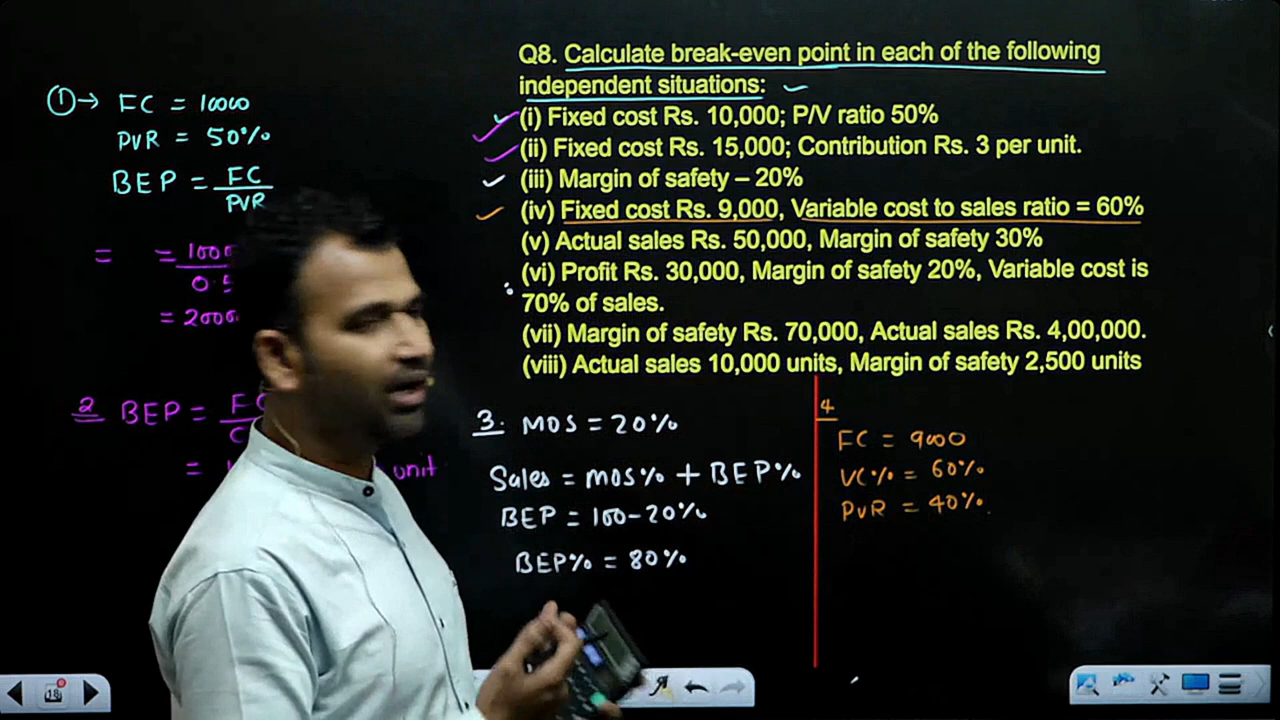 Q8. Calculate break-even point in each of the following
independent situations:
(i) Fixed cost Rs. 10,000; P/V ratio 50%
(ii) Fixed cost Rs. 15,000; Contribution Rs. 3 per unit.
(iii) Margin of safety – 20%
(iv) Fixed cost Rs. 9,000, Variable cost to sales ratio = 60%
(v) Actual sales Rs. 50,000, Margin of safety 30%
(vi) Profit Rs. 30,000, Margin of safety 20%, Variable cost is
70% of sales.
(vii) Margin of safety Rs. 70,000, Actual sales Rs. 4,00,000.
(viii) Actual sales 10,000 units, Margin of safety 2,500 units
① → FC = 10000
PVR = 50%
BEP = FC
PVR
= = 1000
0.5
= 2000
2 BEP = FC
=
unit
3. MOS = 20%
Sales = MOS% + BEP%
BEP = 100 - 20%
BEP% = 80%
4
FC = 9000
VC% = 60%
PVR = 40%.
18